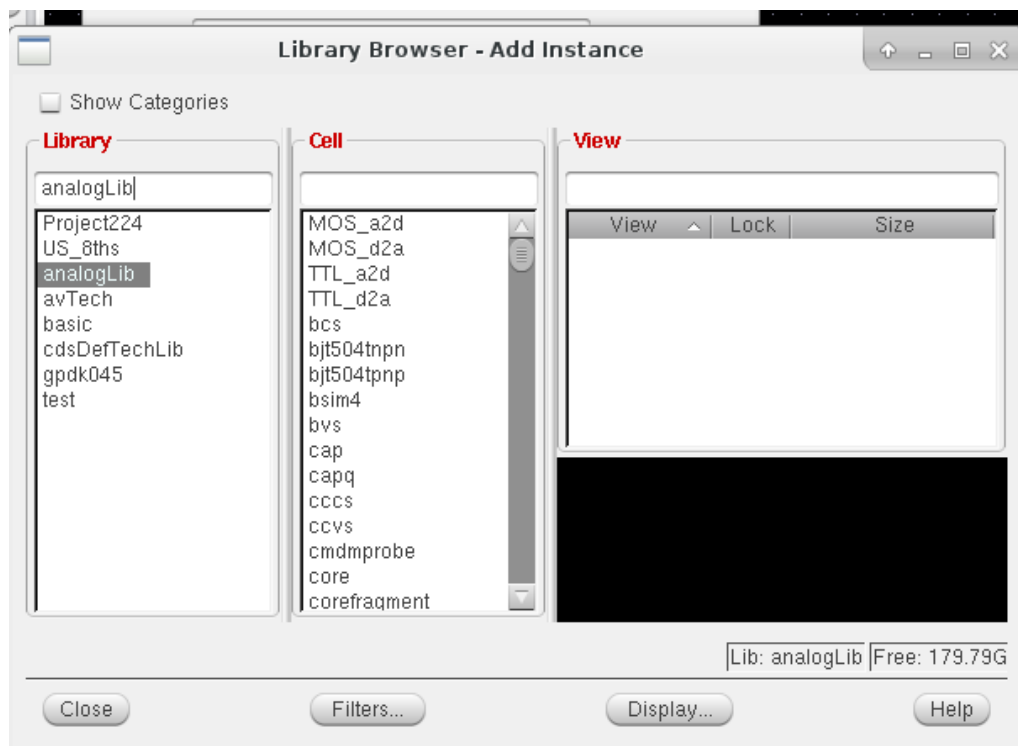 Library Browser - Add Instance
Show Categories
Library
analogLib
Project224
US_8ths
analogLib
avTech
basic
cdsDefTechLib
gpdk045
test
Cell
MOS_a2d
MOS_d2a
TTL_a2d
TTL_d2a
bcs
bjt504tnpn
bjt504tpnp
bsim4
bvs
cap
capq
cccs
ccvs
cmdmprobe
core
corefragment
View
View Lock Size
Lib: analogLib Free: 179.79G
Close Filters... Display... Help